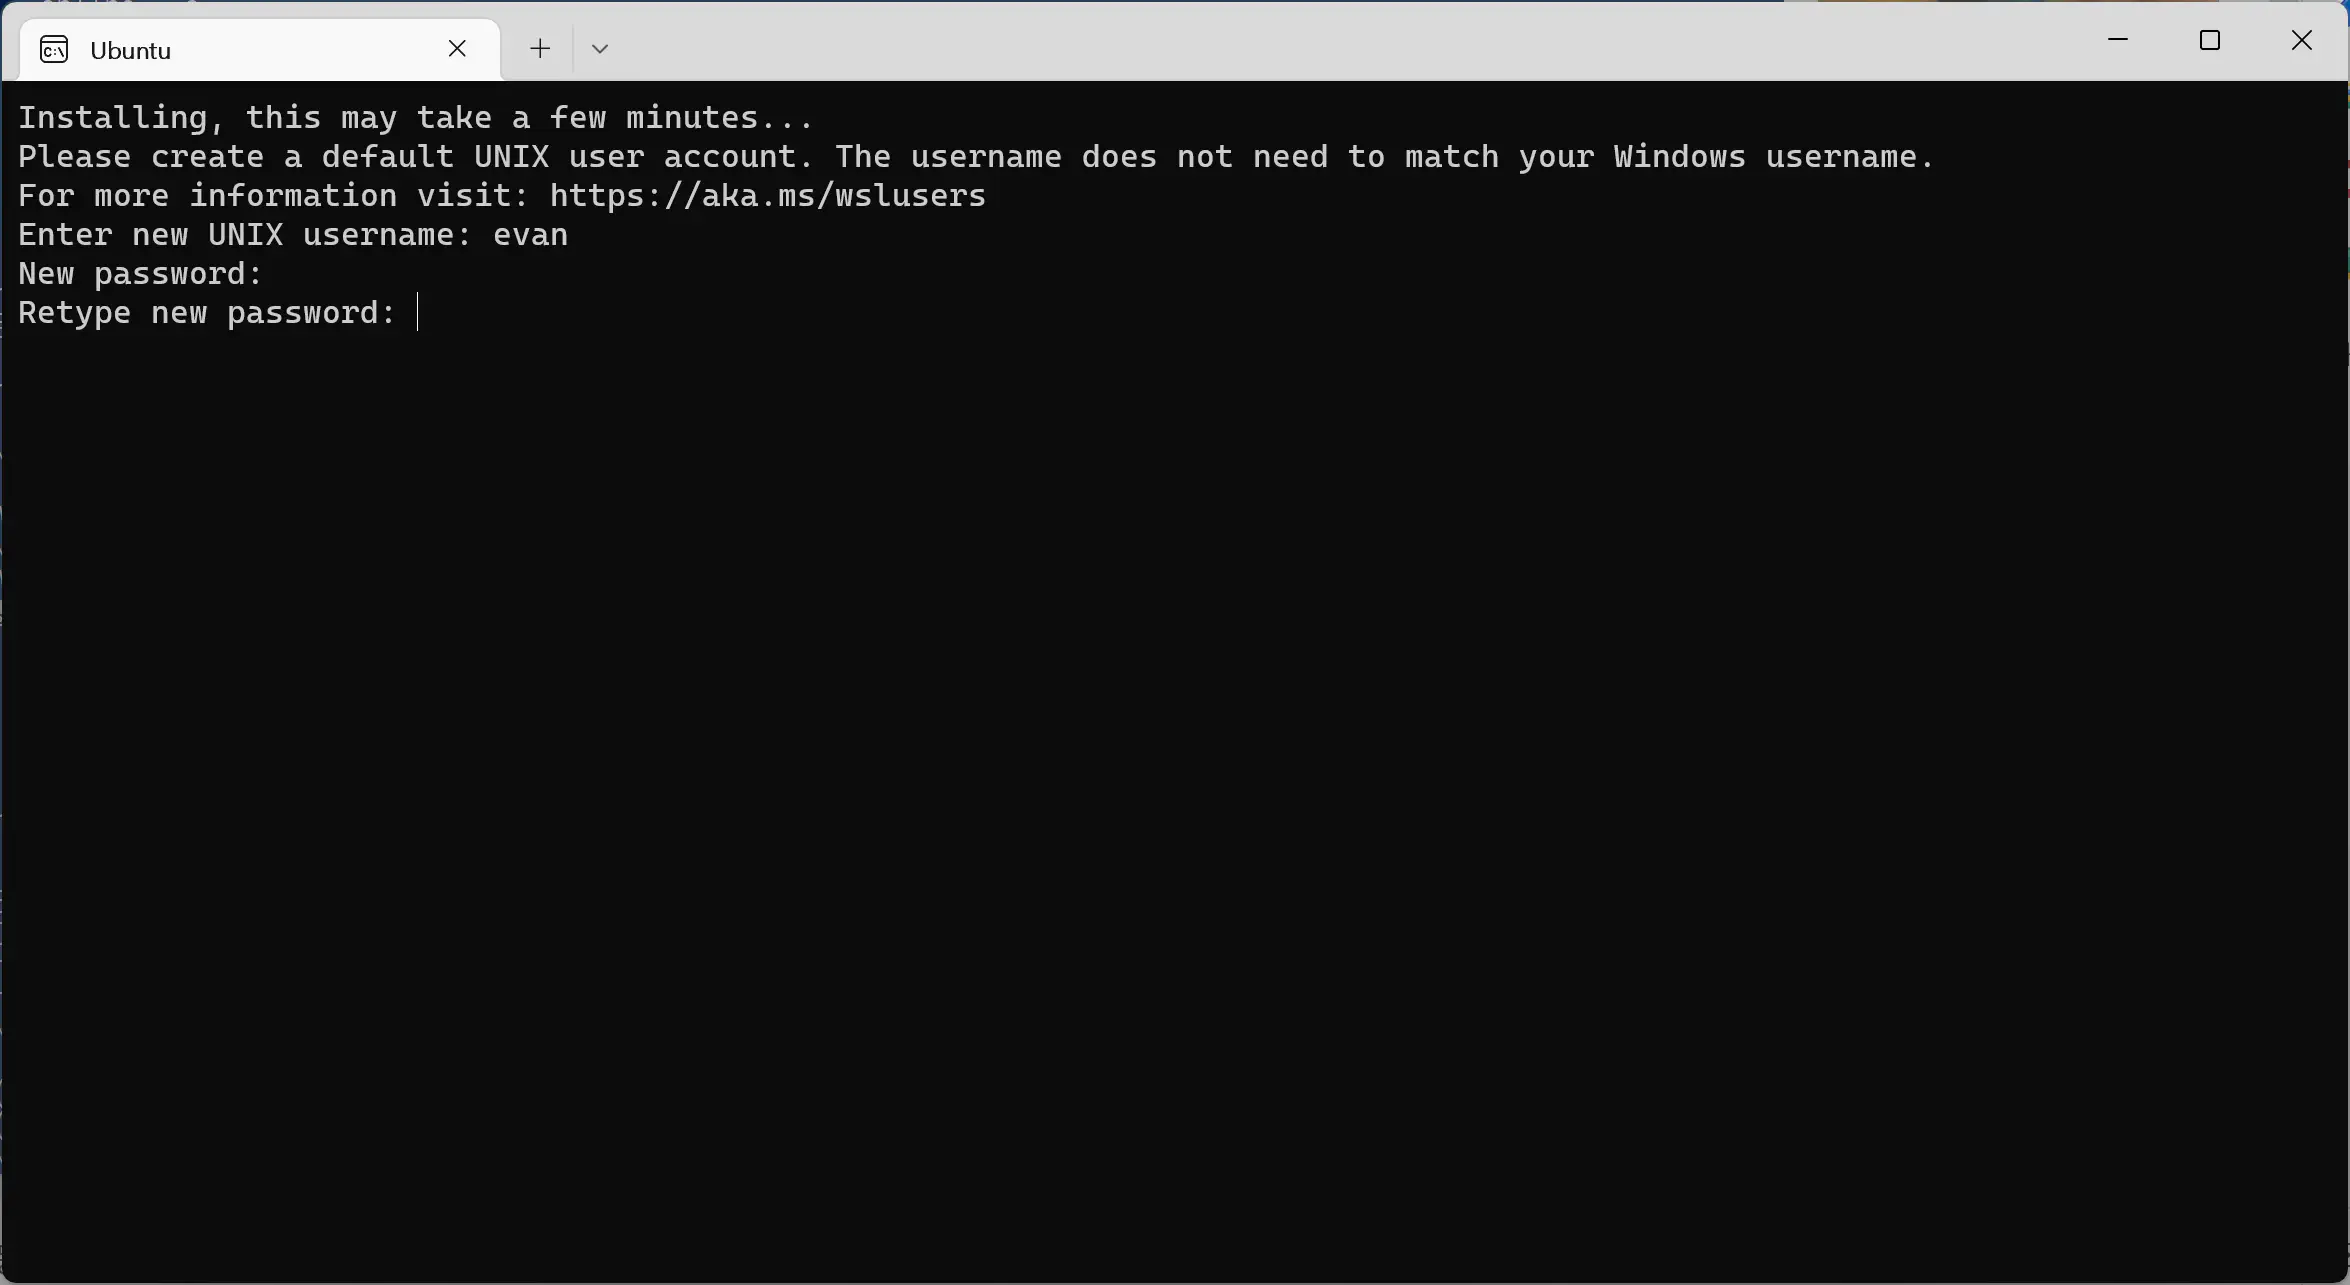 Ubuntu
Installing, this may take a few minutes...
Please create a default UNIX user account. The username does not need to match your Windows username.
For more information visit: https://aka.ms/wslusers
Enter new UNIX username: evan
New password:
Retype new password: